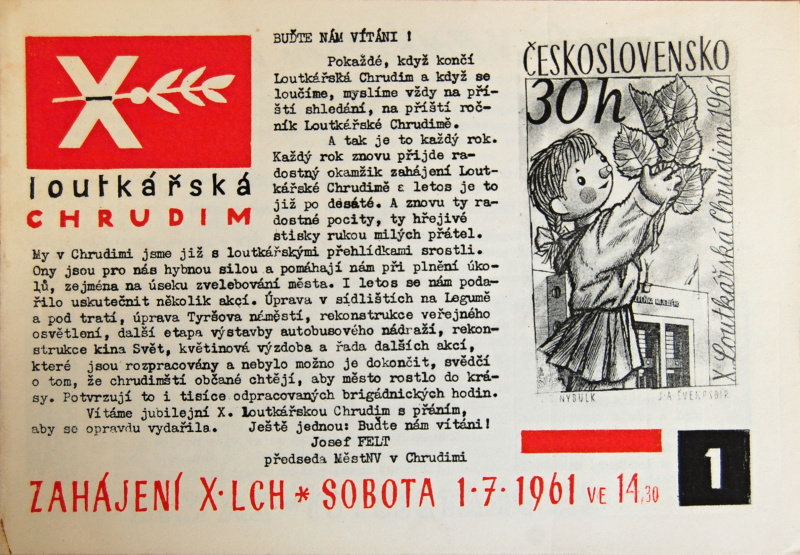 X
loutkářská
CHRUDIM
BUĎTE NÁM VÍTÁNI !
Pokaždé, když končí
Loutkářská Chrudim a když se
loučíme, myslíme vždy na pří-
ští shledání, na příští roč-
ník Loutkářské Chrudimě.
A tak je to každý rok.
Každý rok znovu přijde ra-
dostný okamžik zahájení Lout-
kářské Chrudimě a letos je to
již po desáté. A znovu ty ra-
dostné pocity, ty hřejivé
stisky rukou milých přátel.
My v Chrudimi jsme již s loutkářskými přehlídkami srostli.
Ony jsou pro nás hybnou silou a pomáhají nám při plnění úko-
lů, zejména na úseku zvelebování města. I letos se nám poda-
řilo uskutečnit několik akcí. Úprava v sídlištích na Legumě
a pod tratí, úprava Tyršova náměstí, rekonstrukce veřejného
osvětlení, další etapa výstavby autobusového nádraží, rekon-
strukce kina Svět, květinová výzdoba a řada dalších akcí,
které jsou rozpracovány a nebylo možno je dokončit, svědčí
o tom, že chrudimští občané chtějí, aby město rostlo do krá-
sy. Potvrzují to i tisíce odpracovaných brigádnických hodin.
Vítáme jubilejní X. loutkářskou Chrudim s přáním,
aby se opravdu vydařila. Ještě jednou: Buďte nám vítáni!
Josef FELT
předseda MěstNV v Chrudimi
ČESKOSLOVENSKO
30h
X. Loutkářská Chrudim 1961
J.A. ŠVENGSBÍR
1
ZAHÁJENÍ X·LCH * SOBOTA 1·7·1961 VE 14,30